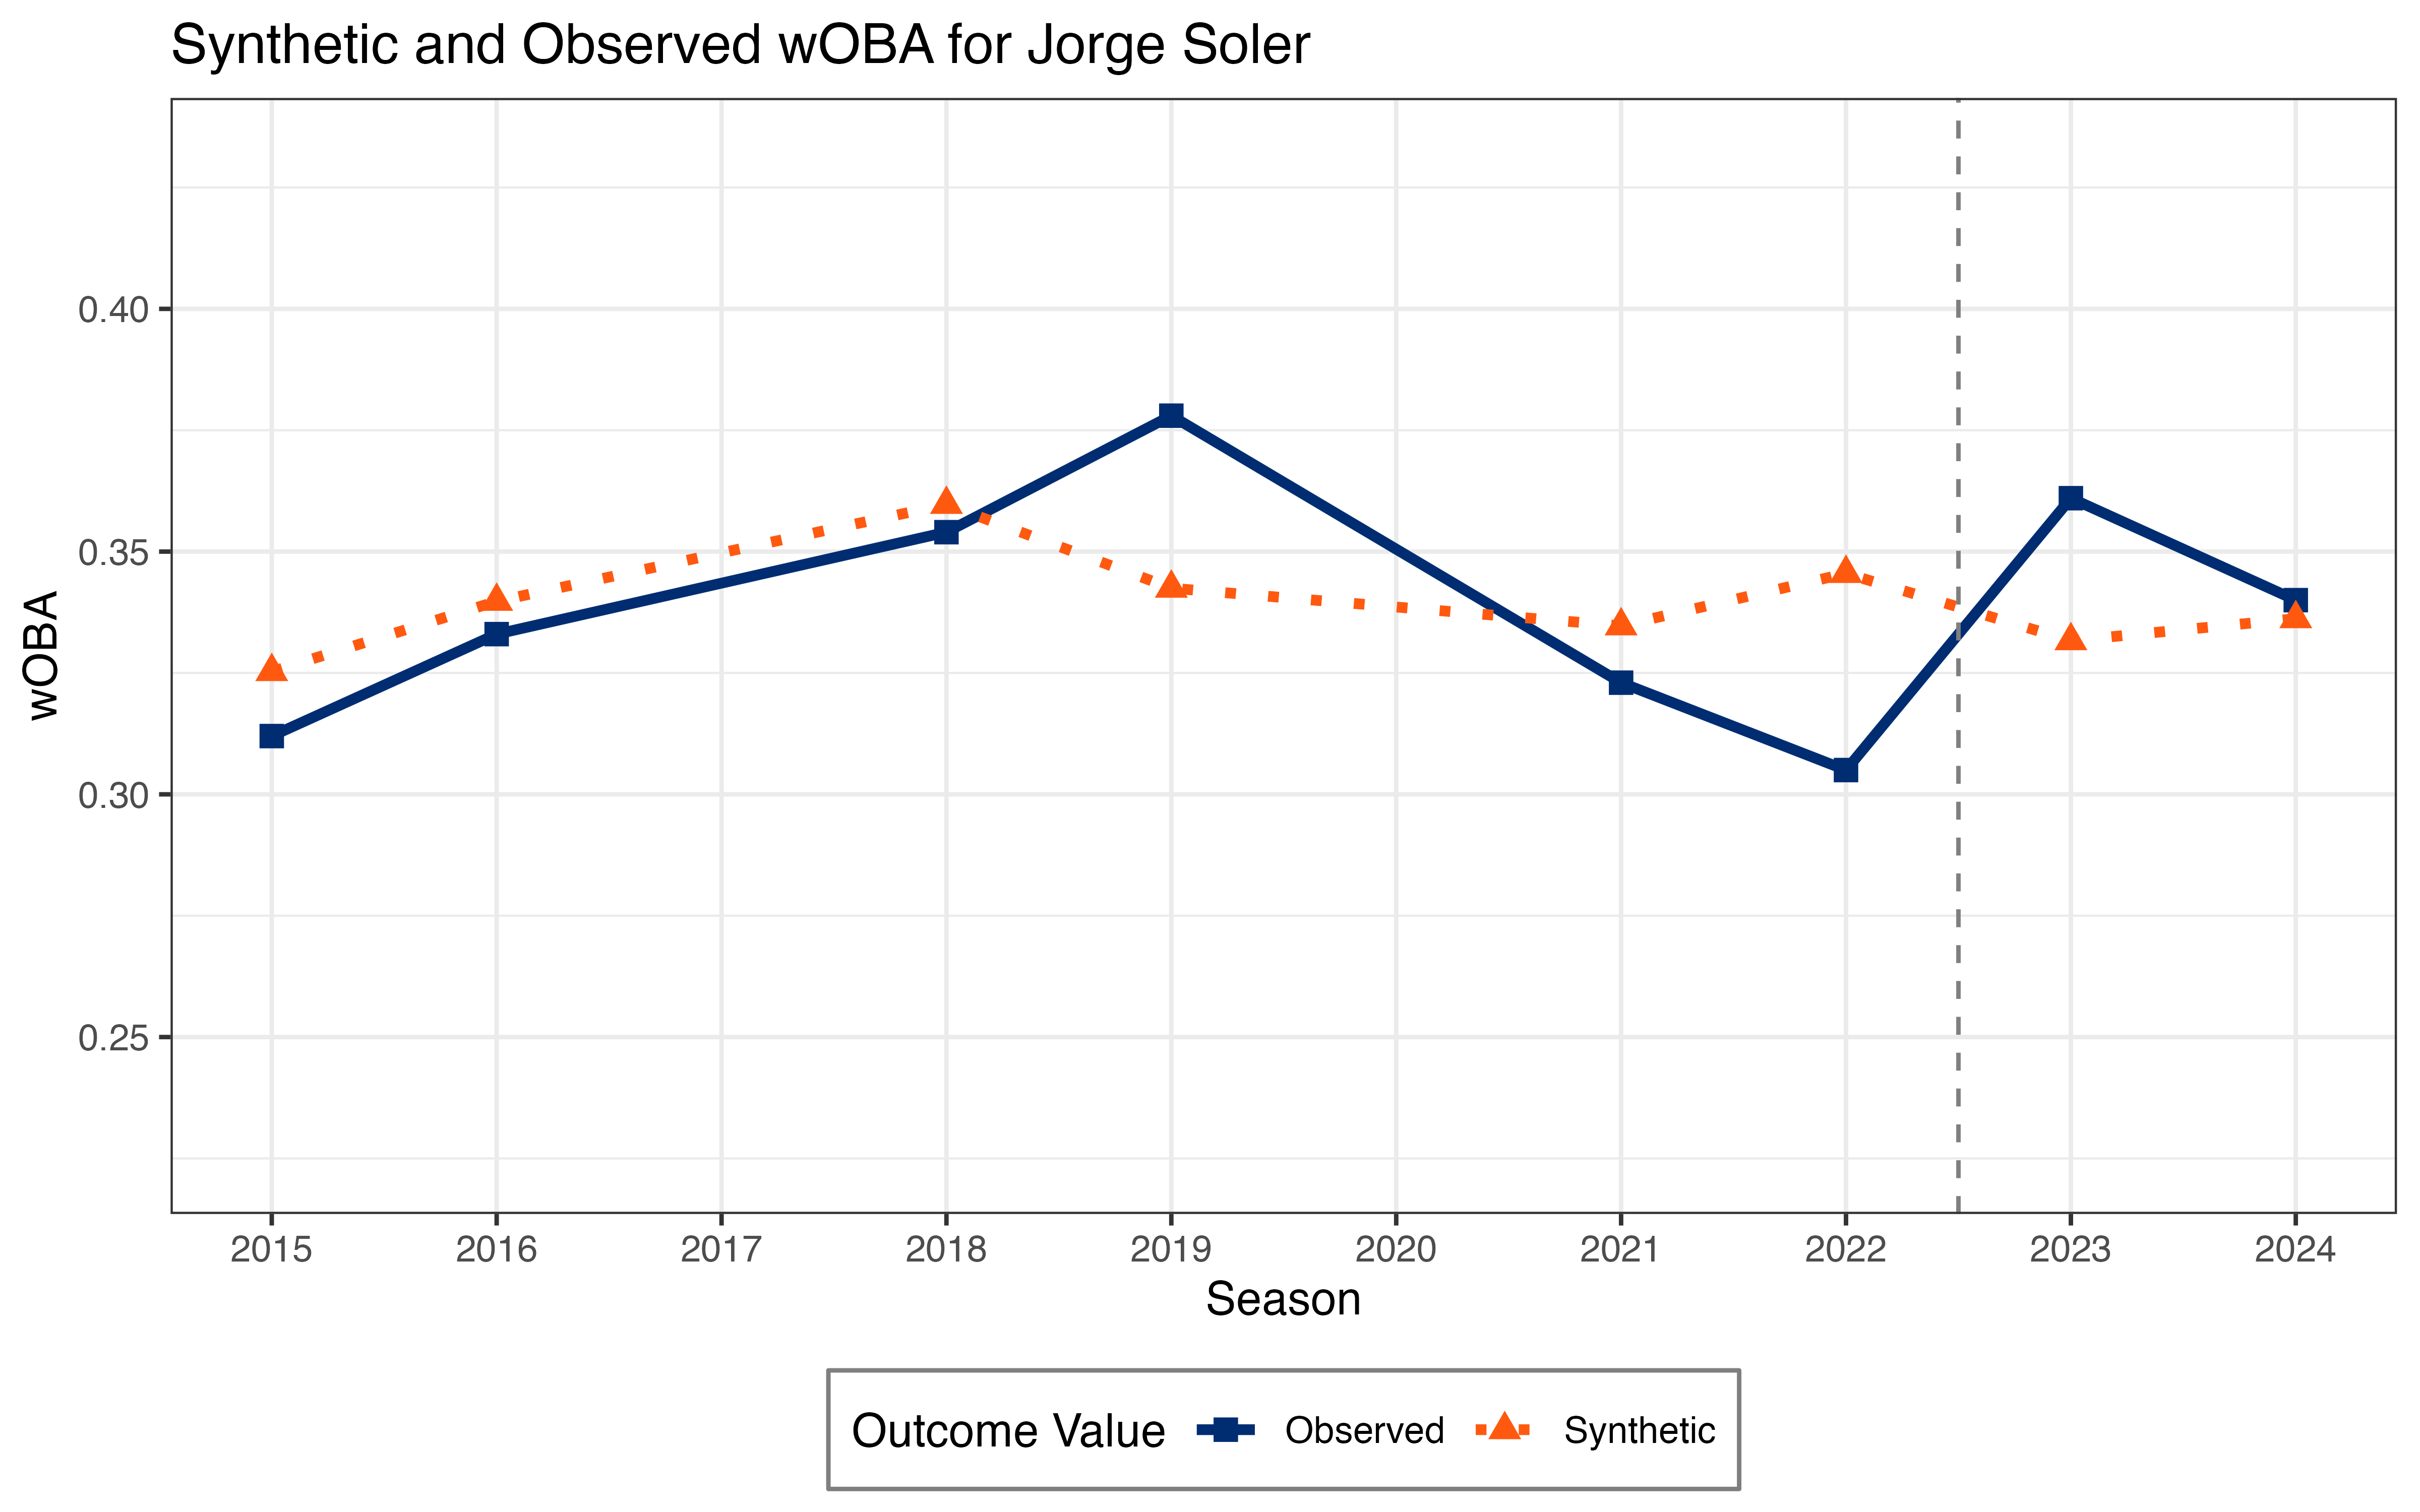 Synthetic and Observed wOBA for Jorge Soler
wOBA
0.40
0.35
0.30
0.25
2015 2016 2017 2018 2019 2020 2021 2022 2023 2024
Season
Outcome Value Observed Synthetic